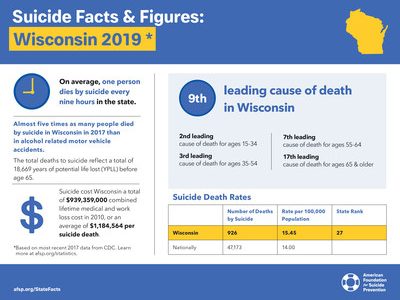 Suicide Facts & Figures:
Wisconsin 2019 *
On average, one person
dies by suicide every
nine hours in the state.
Almost five times as many people died
by suicide in Wisconsin in 2017 than
in alcohol related motor vehicle
accidents.
The total deaths to suicide reflect a total of
18,669 years of potential life lost (YPLL) before
age 65.
$
Suicide cost Wisconsin a total
of $939,359,000 combined
lifetime medical and work
loss cost in 2010, or an
average of $1,184,564 per
suicide death.
*Based on most recent 2017 data from CDC. Learn
more at afsp.org/statistics.
9th
leading cause of death
in Wisconsin
2nd leading
cause of death for ages 15-34
3rd leading
cause of death for ages 35-54
7th leading
cause of death for ages 55-64
17th leading
cause of death for ages 65 & older
Suicide Death Rates
Number of Deaths by Suicide
Rate per 100,000 Population
State Rank
Wisconsin 926 15.45 27
Nationally 47,173 14.00
afsp.org/StateFacts
American
Foundation
for Suicide
Prevention